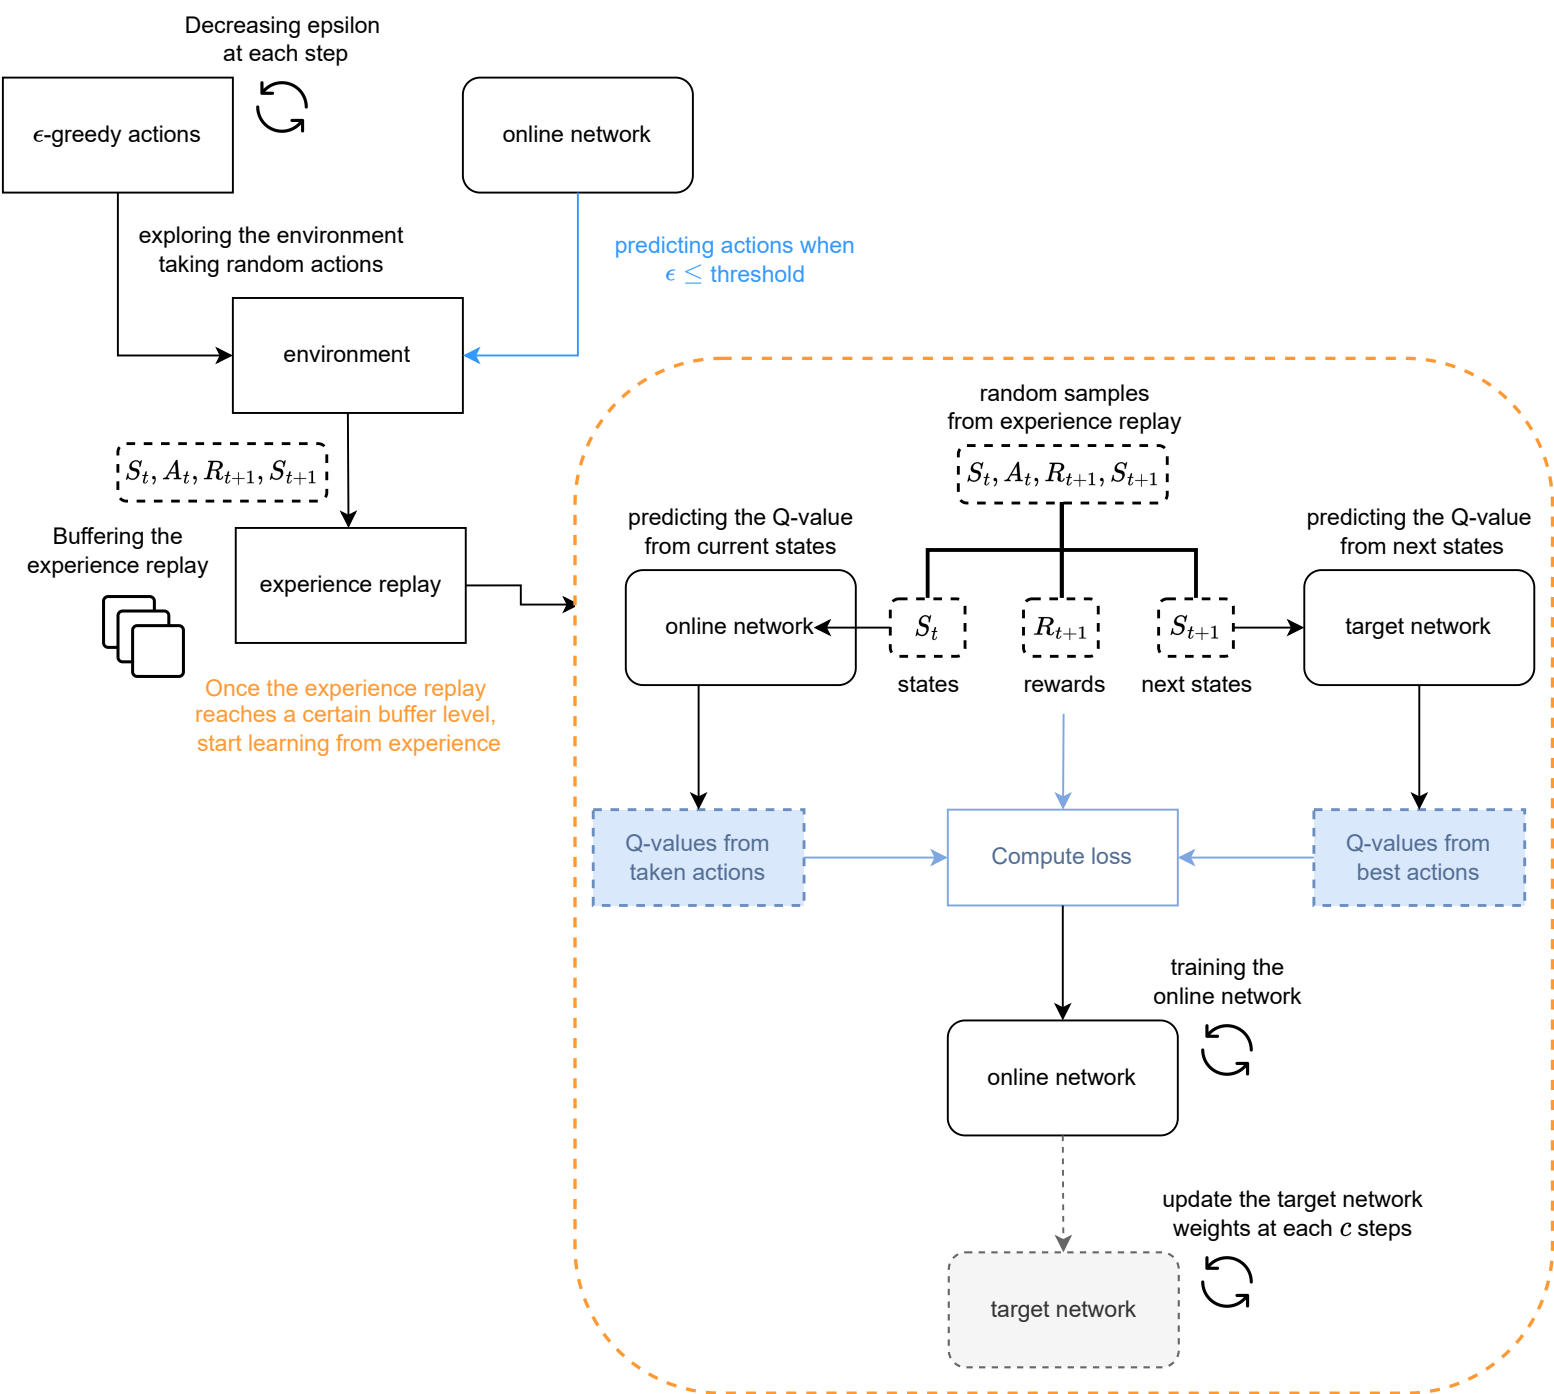 Decreasing epsilon
at each step
ϵ-greedy actions
online network
exploring the environment
taking random actions
predicting actions when
ϵ ≤ threshold
environment
random samples
from experience replay
S_t, A_t, R_{t+1}, S_{t+1}
S_t, A_t, R_{t+1}, S_{t+1}
Buffering the
experience replay
experience replay
predicting the Q-value
from current states
predicting the Q-value
from next states
online network
S_t
R_{t+1}
S_{t+1}
target network
states
rewards
next states
Once the experience replay
reaches a certain buffer level,
start learning from experience
Q-values from
taken actions
Compute loss
Q-values from
best actions
training the
online network
online network
update the target network
weights at each c steps
target network